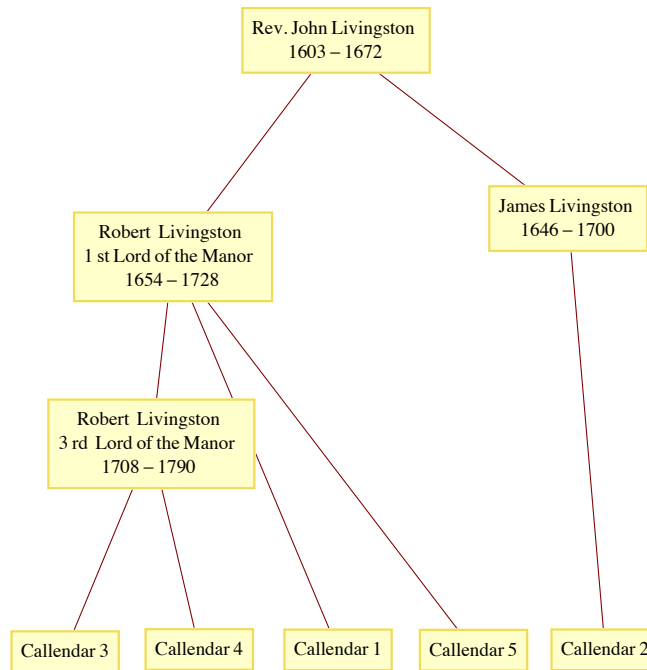 Rev. John Livingston
1603 – 1672
James Livingston
1646 – 1700
Robert Livingston
1 st Lord of the Manor
1654 – 1728
Robert Livingston
3 rd Lord of the Manor
1708 – 1790
Callendar 3
Callendar 4
Callendar 1
Callendar 5
Callendar 2